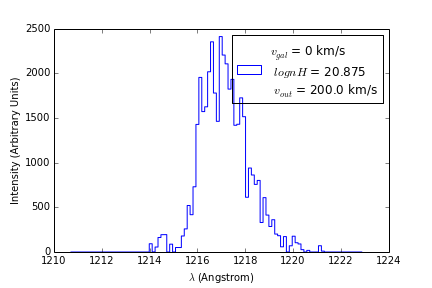 2500
2000
1500
1000
500
0
Intensity (Arbitrary Units)
v_gal = 0 km/s
lognH = 20.875
v_out = 200.0 km/s
1210 1212 1214 1216 1218 1220 1222 1224
λ (Angstrom)